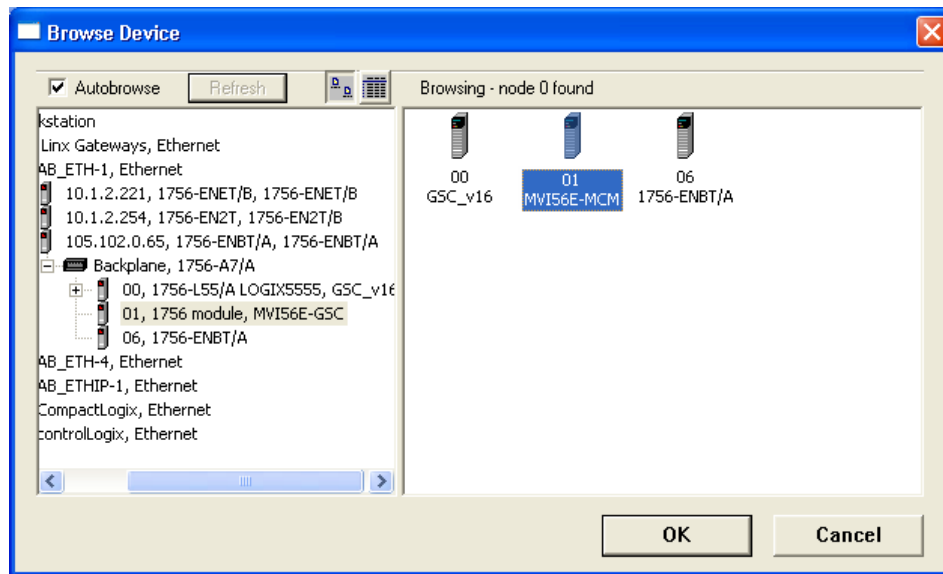 Browse Device
Autobrowse
Refresh
Browsing - node 0 found
kstation
Linx Gateways, Ethernet
AB_ETH-1, Ethernet
10.1.2.221, 1756-ENET/B, 1756-ENET/B
10.1.2.254, 1756-EN2T, 1756-EN2T/B
105.102.0.65, 1756-ENBT/A, 1756-ENBT/A
Backplane, 1756-A7/A
00, 1756-L55/A LOGIX5555, GSC_v16
01, 1756 module, MVI56E-GSC
06, 1756-ENBT/A
AB_ETH-4, Ethernet
AB_ETHIP-1, Ethernet
CompactLogix, Ethernet
controlLogix, Ethernet
00
GSC_v16
01
MVI56E-MCM
06
1756-ENBT/A
OK
Cancel